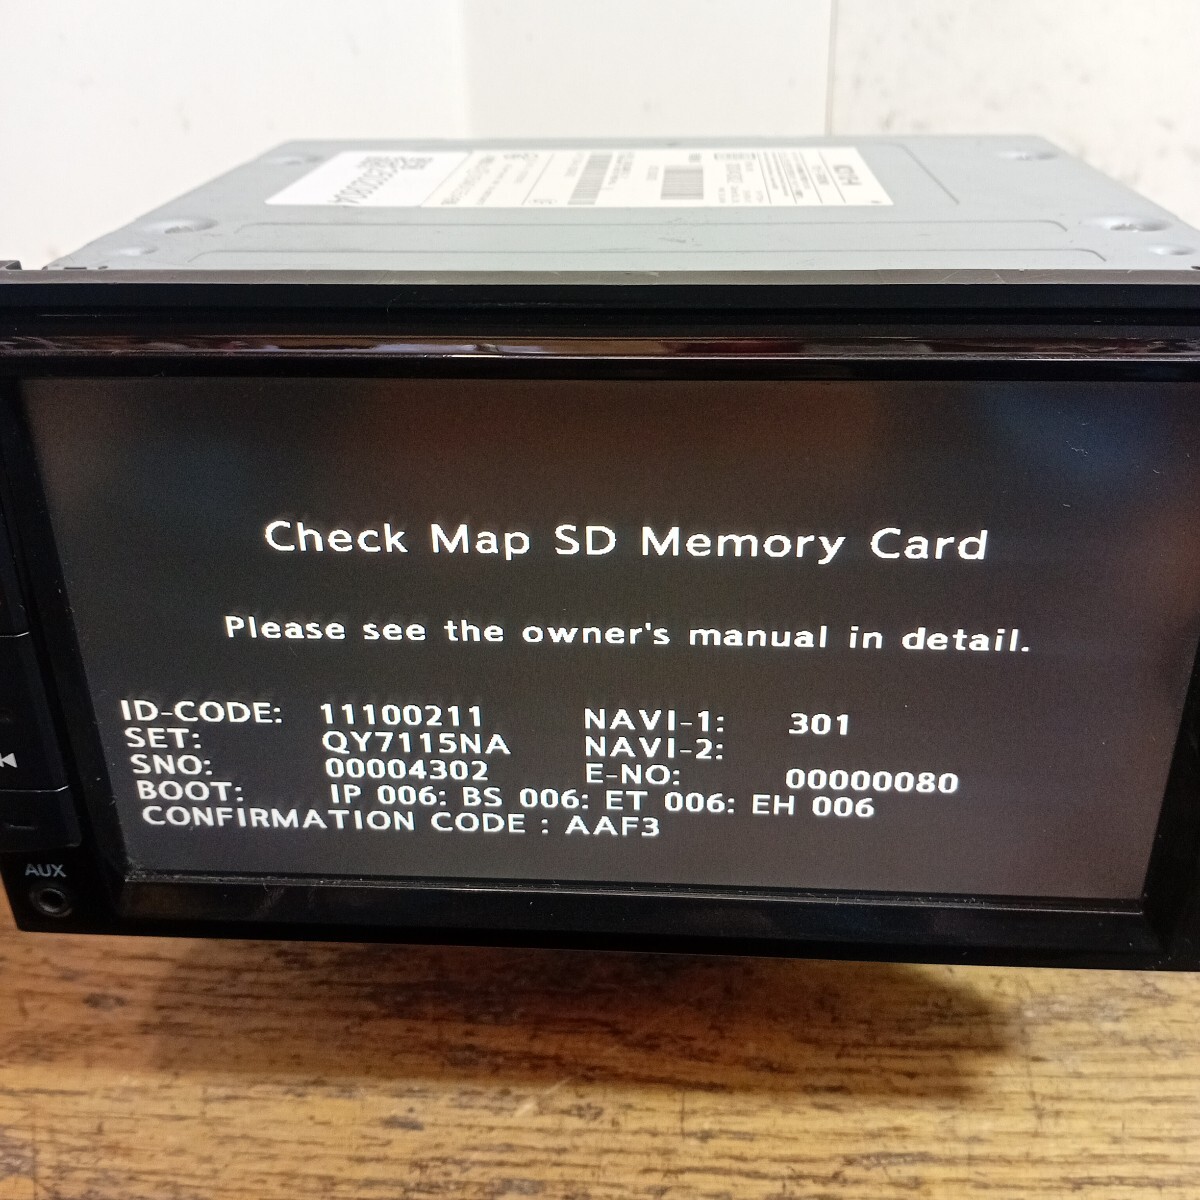 Check Map SD Memory Card
Please see the owner's manual in detail.
ID-CODE: 11100211 NAVI-1: 301
SET: QY7115NA NAVI-2:
SNO: 00004302 E-NO: 00000080
BOOT: IP 006: BS 006: ET 006: EH 006
CONFIRMATION CODE : AAF3
AUX